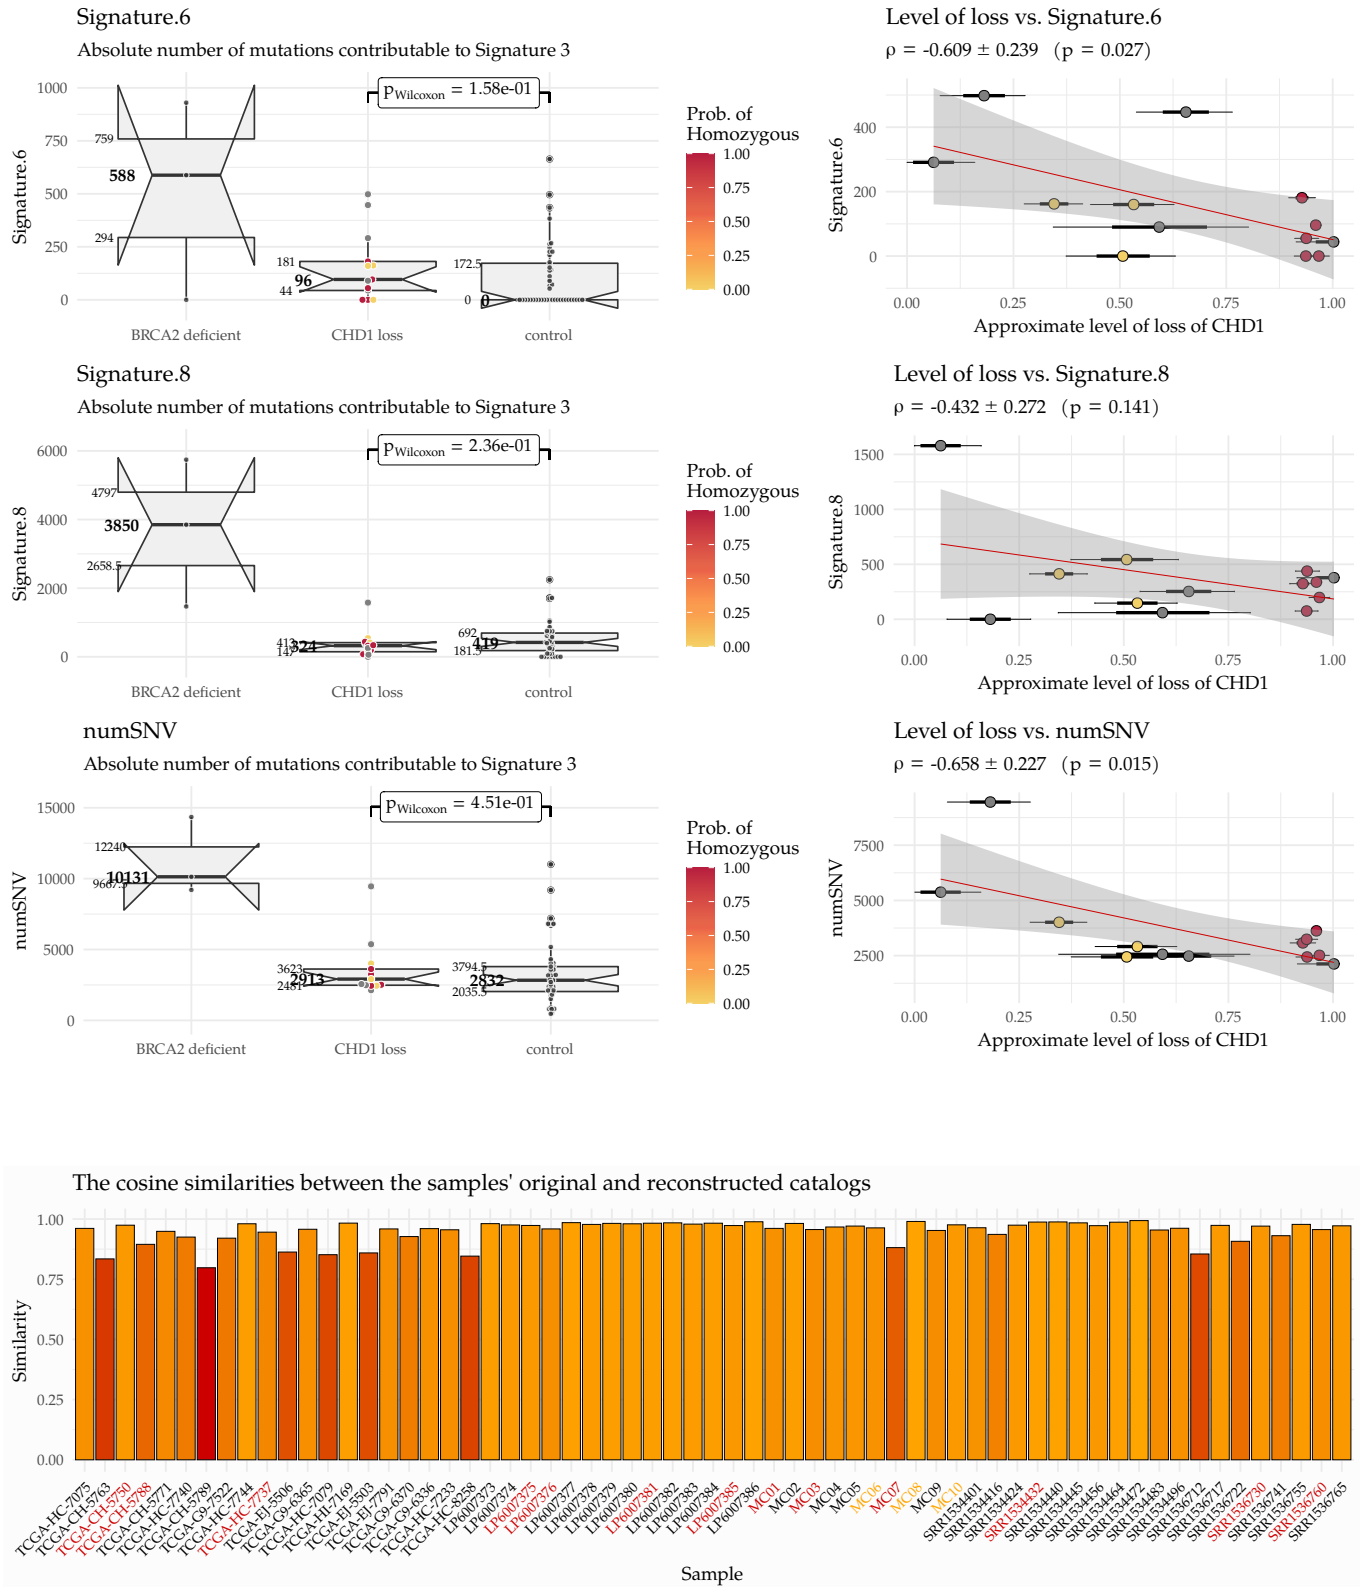 Signature.6
Absolute number of mutations contributable to Signature 3
pWilcoxon = 1.58e-01
1000
750
500
250
0
Signature.6
759
588
294
181
96
44
172.5
0
0
BRCA2 deficient
CHD1 loss
control
Prob. of
Homozygous
1.00
0.75
0.50
0.25
0.00
Level of loss vs. Signature.6
ρ = -0.609 ± 0.239 (p = 0.027)
400
200
0
Signature.6
0.00
0.25
0.50
0.75
1.00
Approximate level of loss of CHD1
Signature.8
Absolute number of mutations contributable to Signature 3
pWilcoxon = 2.36e-01
6000
4000
2000
0
Signature.8
4797
3850
2658.5
413
324
147
692
419
181.5
BRCA2 deficient
CHD1 loss
control
Prob. of
Homozygous
1.00
0.75
0.50
0.25
0.00
Level of loss vs. Signature.8
ρ = -0.432 ± 0.272 (p = 0.141)
1500
1000
500
0
Signature.8
0.00
0.25
0.50
0.75
1.00
Approximate level of loss of CHD1
numSNV
Absolute number of mutations contributable to Signature 3
pWilcoxon = 4.51e-01
15000
10000
5000
0
numSNV
12240
10131
9667.5
3623
2913
2481
3794.5
2832
2035.5
BRCA2 deficient
CHD1 loss
control
Prob. of
Homozygous
1.00
0.75
0.50
0.25
0.00
Level of loss vs. numSNV
ρ = -0.658 ± 0.227 (p = 0.015)
7500
5000
2500
numSNV
0.00
0.25
0.50
0.75
1.00
Approximate level of loss of CHD1
The cosine similarities between the samples' original and reconstructed catalogs
1.00
0.75
0.50
0.25
0.00
Similarity
TCGA-HC-7075
TCGA-CH-5763
TCGA-CH-5750
TCGA-CH-5788
TCGA-CH-5771
TCGA-HC-7740
TCGA-CH-5789
TCGA-G9-7522
TCGA-HC-7744
TCGA-HC-7737
TCGA-EJ-5506
TCGA-G9-6365
TCGA-HC-7079
TCGA-HI-7169
TCGA-EJ-5503
TCGA-EJ-7791
TCGA-G9-6370
TCGA-G9-6336
TCGA-HC-7233
TCGA-HC-8258
LP6007373
LP6007374
LP6007375
LP6007376
LP6007377
LP6007378
LP6007379
LP6007380
LP6007381
LP6007382
LP6007383
LP6007384
LP6007385
LP6007386
MC01
MC02
MC03
MC04
MC05
MC06
MC07
MC08
MC09
MC10
SRR1534401
SRR1534416
SRR1534424
SRR1534432
SRR1534440
SRR1534445
SRR1534456
SRR1534464
SRR1534472
SRR1534483
SRR1534496
SRR1536712
SRR1536717
SRR1536722
SRR1536730
SRR1536741
SRR1536755
SRR1536760
SRR1536765
Sample